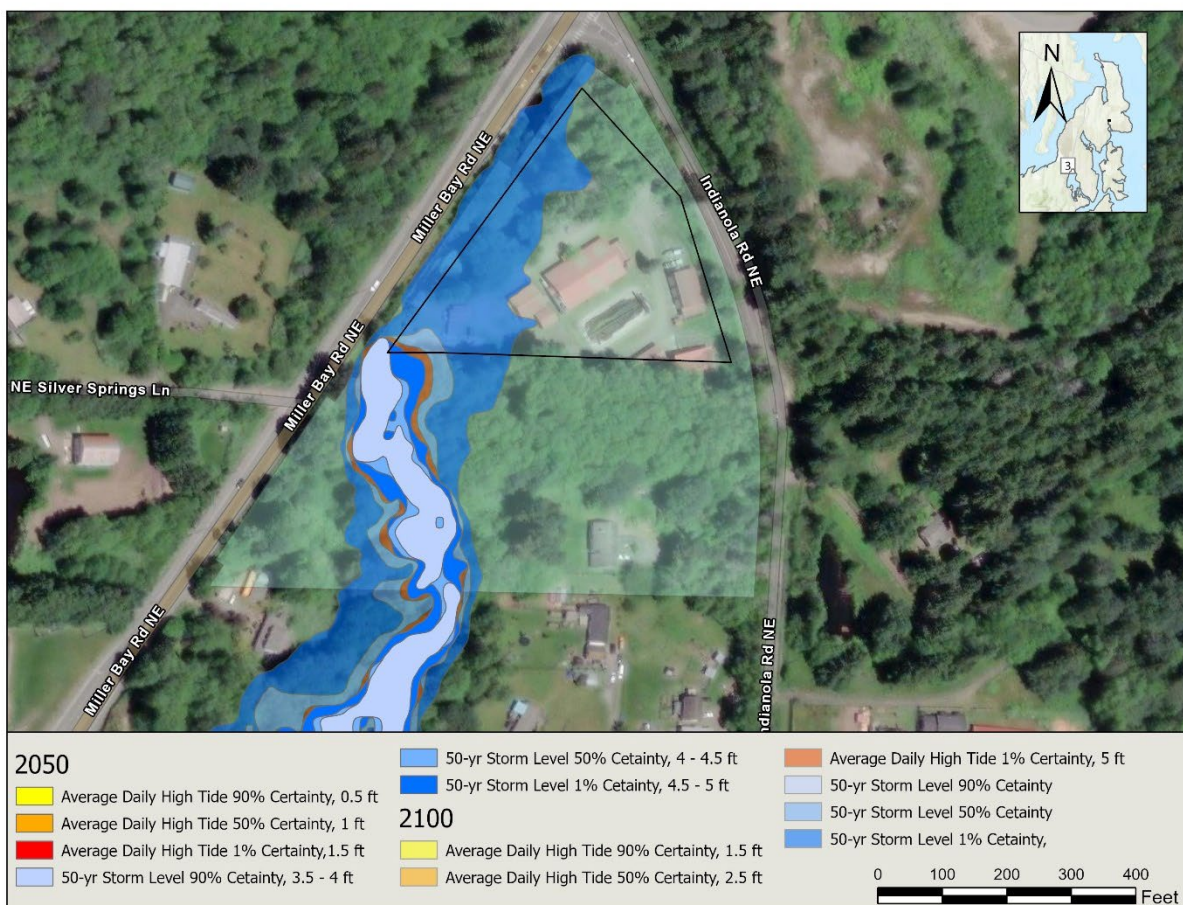 Miller Bay Rd NE
Indianola Rd NE
N
3
NE Silver Springs Ln
Miller Bay Rd NE
Miller Bay Rd NE
Indianola Rd NE
2050
Average Daily High Tide 90% Certainty, 0.5 ft
Average Daily High Tide 50% Certainty, 1 ft
Average Daily High Tide 1% Certainty,1.5 ft
50-yr Storm Level 90% Cetainty, 3.5 - 4 ft
50-yr Storm Level 50% Cetainty, 4 - 4.5 ft
50-yr Storm Level 1% Cetainty, 4.5 - 5 ft
2100
Average Daily High Tide 90% Certainty, 1.5 ft
Average Daily High Tide 50% Certainty, 2.5 ft
Average Daily High Tide 1% Certainty, 5 ft
50-yr Storm Level 90% Cetainty
50-yr Storm Level 50% Cetainty
50-yr Storm Level 1% Cetainty,
0 100 200 300 400
Feet